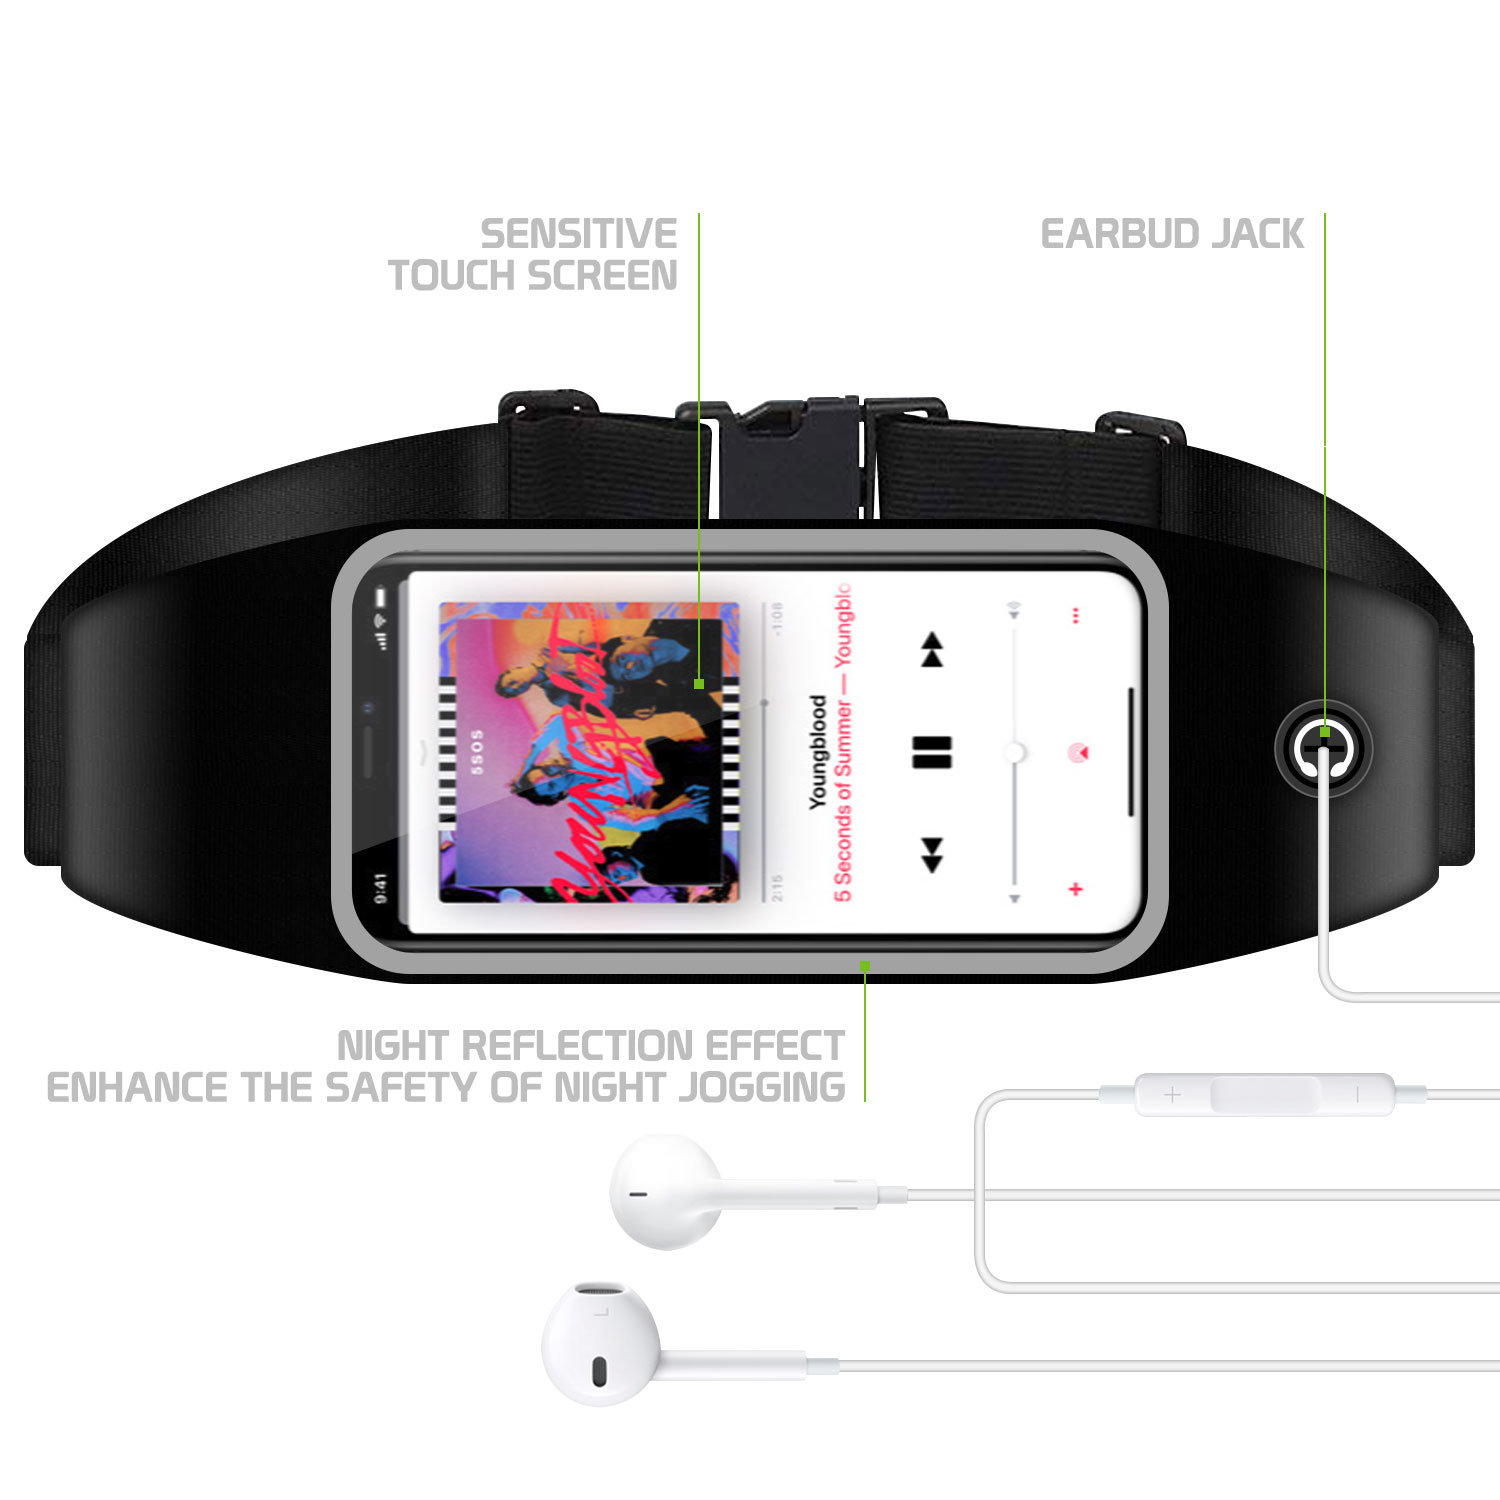 SENSITIVE
TOUCH SCREEN
EARBUD JACK
9:41
5SOS
YOUNGBLOOD
2:15
-1:08
Youngblood
5 Seconds of Summer — Youngblo
NIGHT REFLECTION EFFECT
ENHANCE THE SAFETY OF NIGHT JOGGING
L